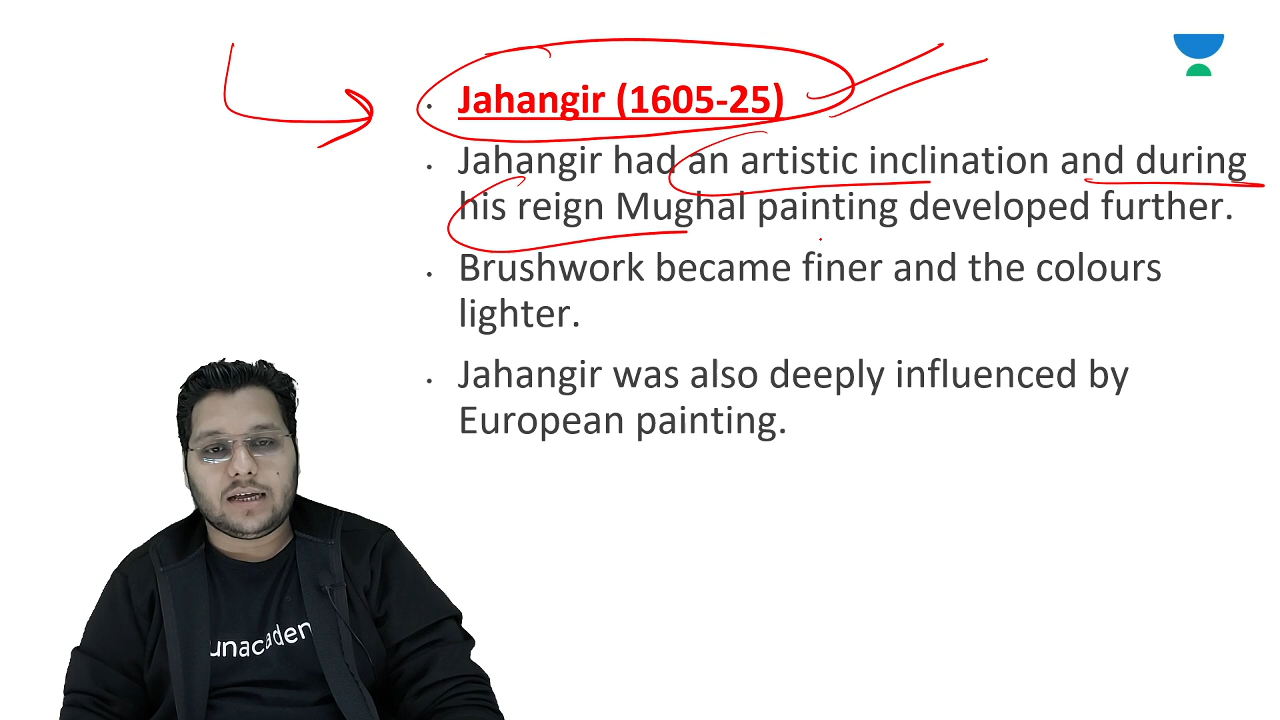 Jahangir (1605-25)
Jahangir had an artistic inclination and during
his reign Mughal painting developed further.
Brushwork became finer and the colours
lighter.
Jahangir was also deeply influenced by
European painting.
unacaden